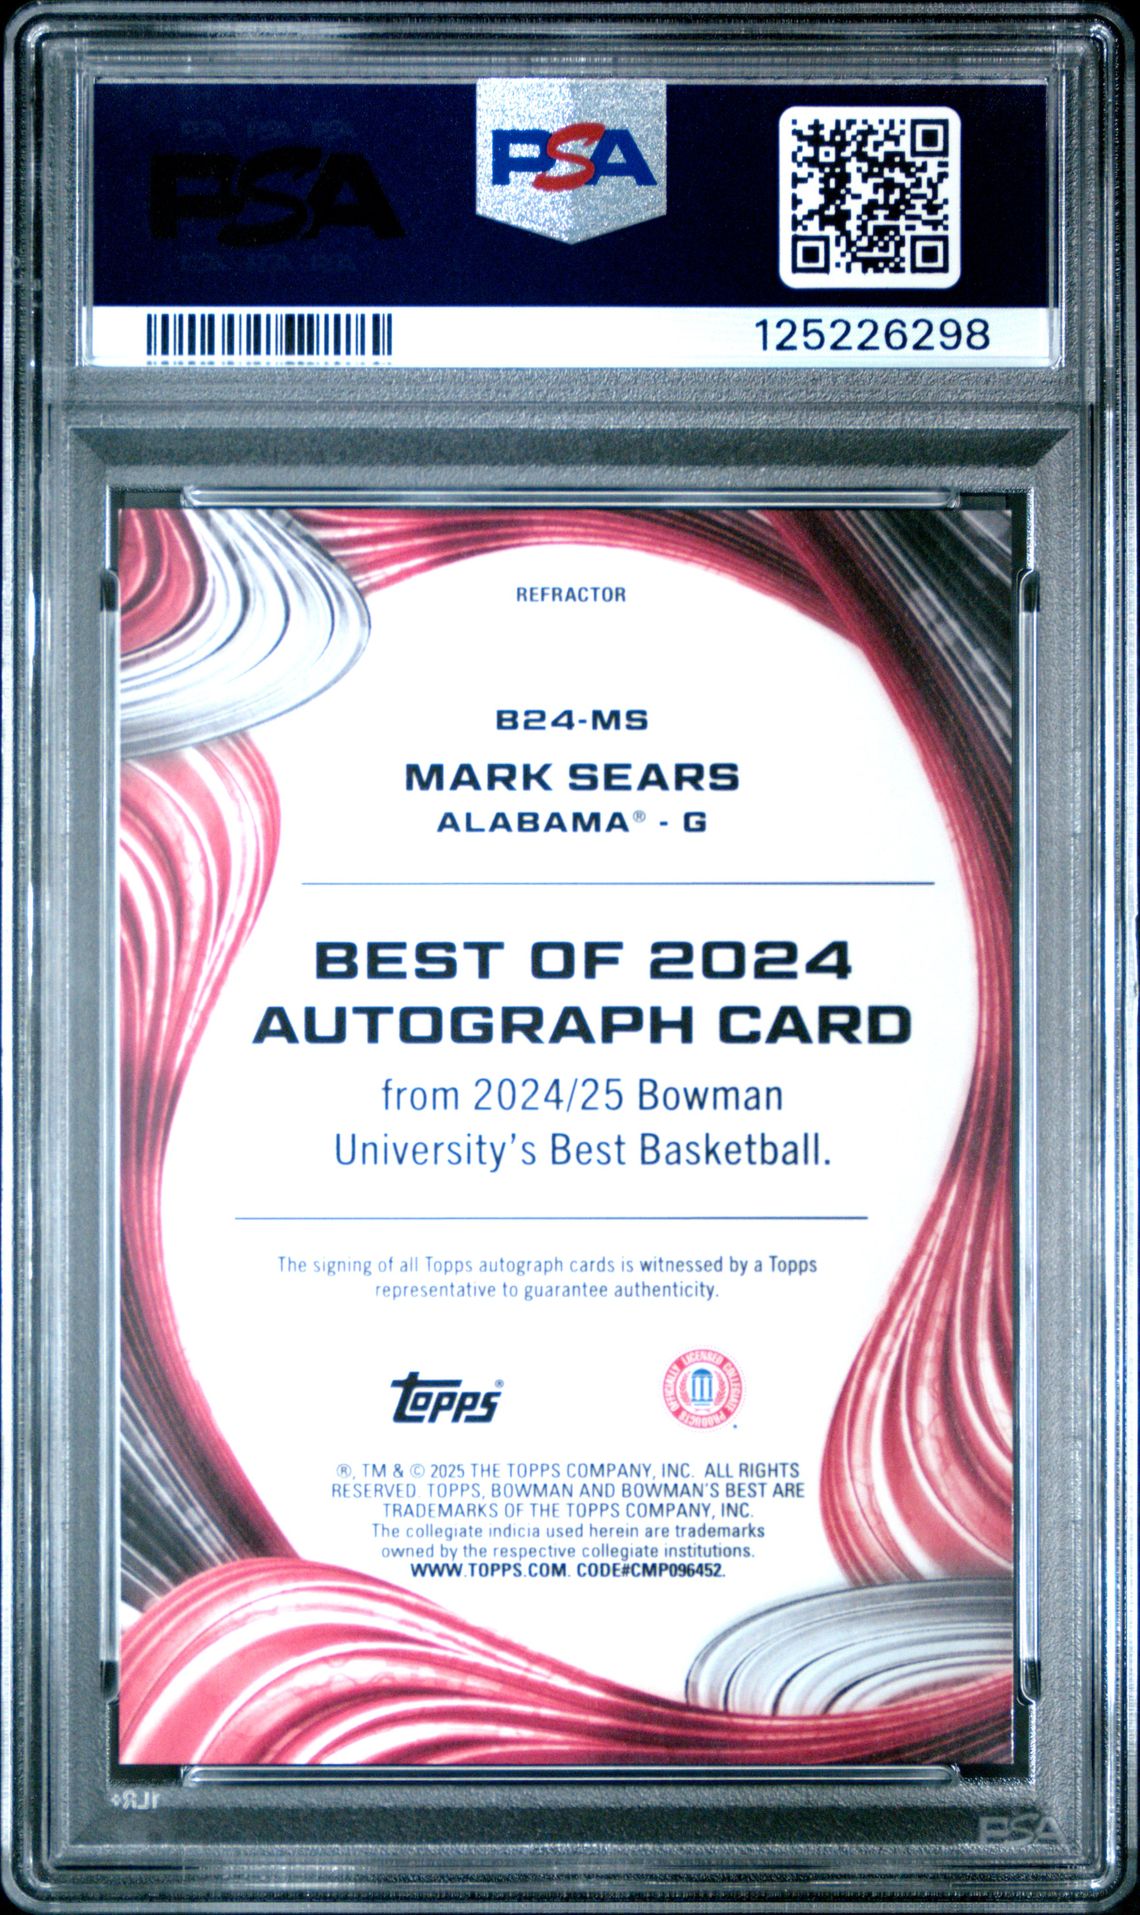 PSA
PSA
125226298
REFRACTOR
B24-MS
MARK SEARS
ALABAMA® - G
BEST OF 2024
AUTOGRAPH CARD
from 2024/25 Bowman
University's Best Basketball.
The signing of all Topps autograph cards is witnessed by a Topps
representative to guarantee authenticity.
topps®
OFFICIALLY LICENSED COLLEGIATE PRODUCTS
®, TM & © 2025 THE TOPPS COMPANY, INC. ALL RIGHTS
RESERVED. TOPPS, BOWMAN AND BOWMAN'S BEST ARE
TRADEMARKS OF THE TOPPS COMPANY, INC.
The collegiate indicia used herein are trademarks
owned by the respective collegiate institutions.
WWW.TOPPS.COM. CODE#CMP096452.
PSA